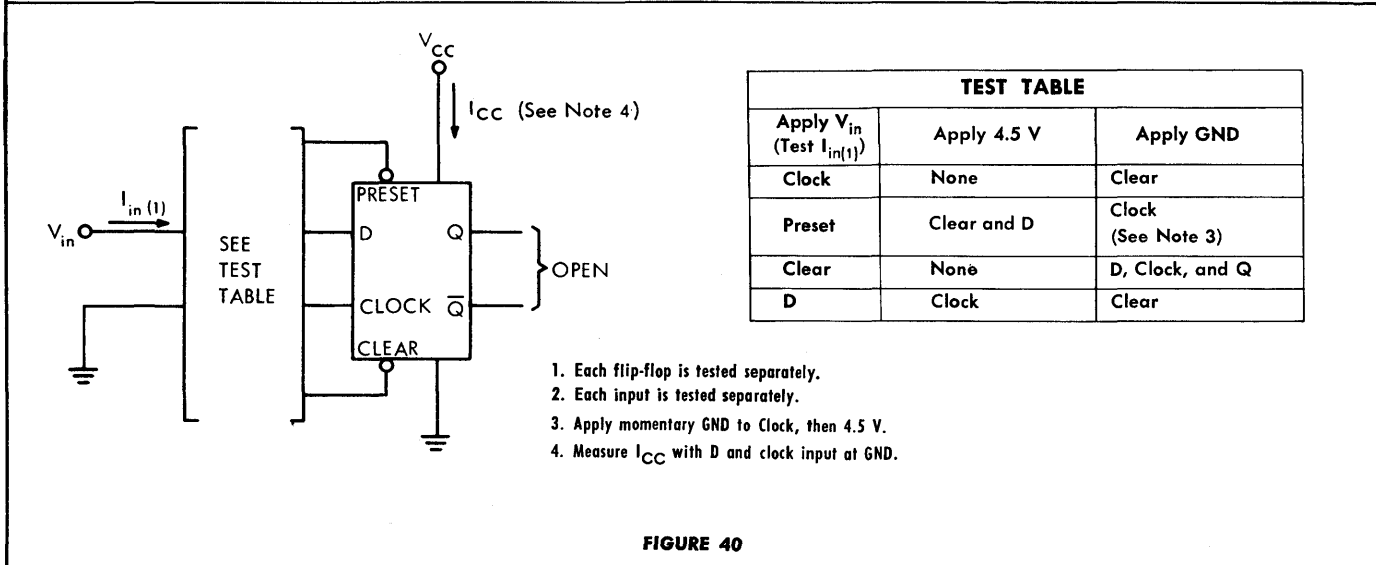 V_CC
I_CC (See Note 4)
I_in (1)
V_in
SEE
TEST
TABLE
PRESET
D Q
CLOCK Q̅
CLEAR
OPEN
TEST TABLE
Apply V_in (Test I_in(1)) Apply 4.5 V Apply GND
Clock None Clear
Preset Clear and D Clock (See Note 3)
Clear None D, Clock, and Q
D Clock Clear
1. Each flip-flop is tested separately.
2. Each input is tested separately.
3. Apply momentary GND to Clock, then 4.5 V.
4. Measure I_CC with D and clock input at GND.
FIGURE 40